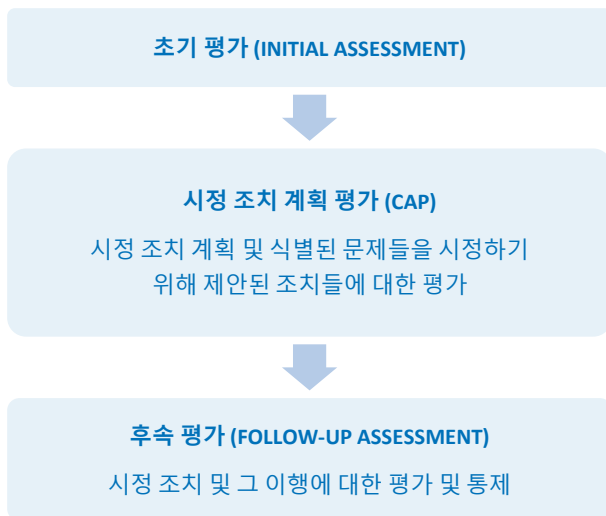 초기 평가 (INITIAL ASSESSMENT)
시정 조치 계획 평가 (CAP)
시정 조치 계획 및 식별된 문제들을 시정하기
위해 제안된 조치들에 대한 평가
후속 평가 (FOLLOW-UP ASSESSMENT)
시정 조치 및 그 이행에 대한 평가 및 통제